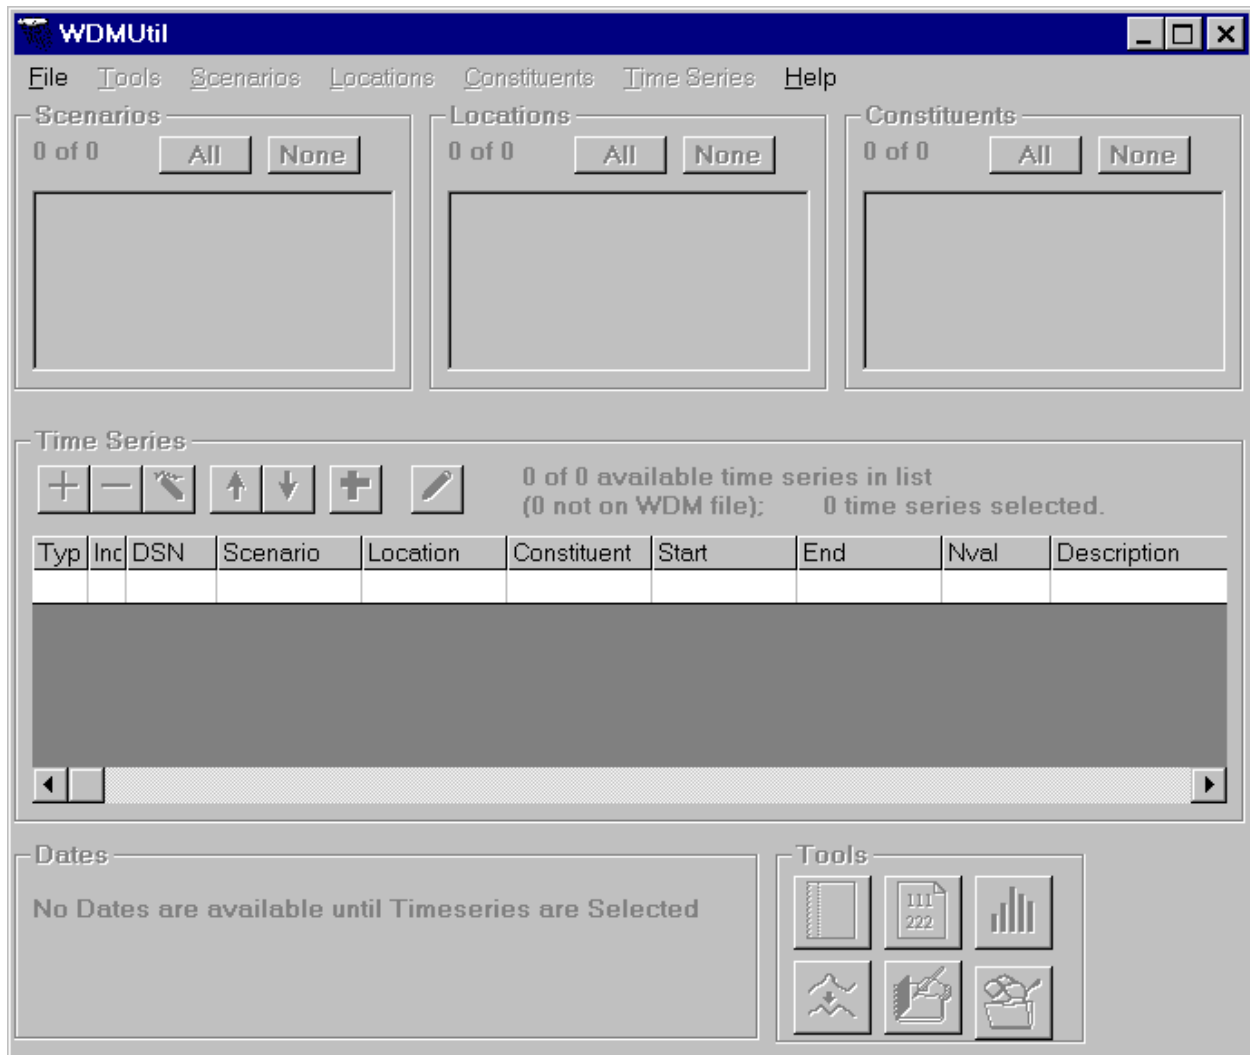 WDMUtil
File Tools Scenarios Locations Constituents Time Series Help
Scenarios Locations Constituents
0 of 0 All None 0 of 0 All None 0 of 0 All None
Time Series
0 of 0 available time series in list
(0 not on WDM file); 0 time series selected.
Typ Ind DSN Scenario Location Constituent Start End Nval Description
Dates Tools
No Dates are available until Timeseries are Selected
111
222